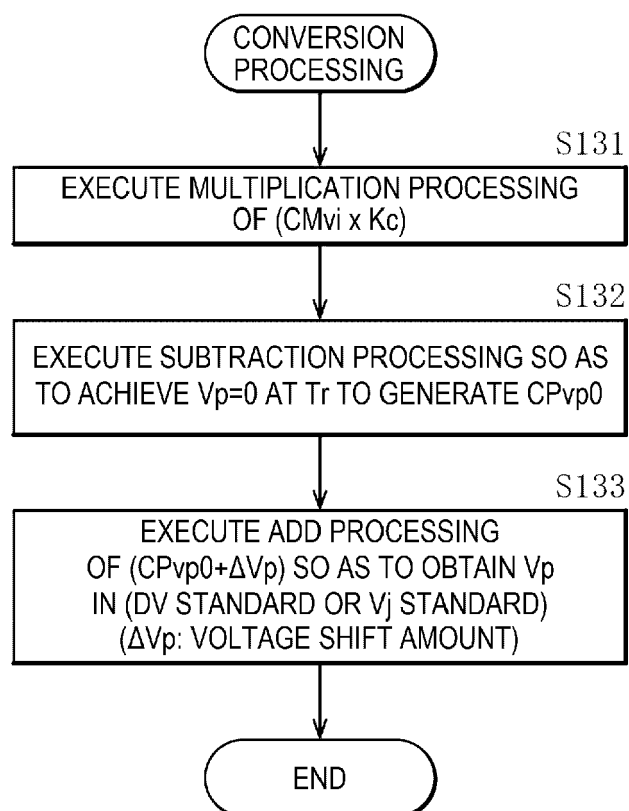 CONVERSION
PROCESSING
S131
EXECUTE MULTIPLICATION PROCESSING
OF (CMvi x Kc)
S132
EXECUTE SUBTRACTION PROCESSING SO AS
TO ACHIEVE Vp=0 AT Tr TO GENERATE CPvp0
S133
EXECUTE ADD PROCESSING
OF (CPvp0+ΔVp) SO AS TO OBTAIN Vp
IN (DV STANDARD OR Vj STANDARD)
(ΔVp: VOLTAGE SHIFT AMOUNT)
END